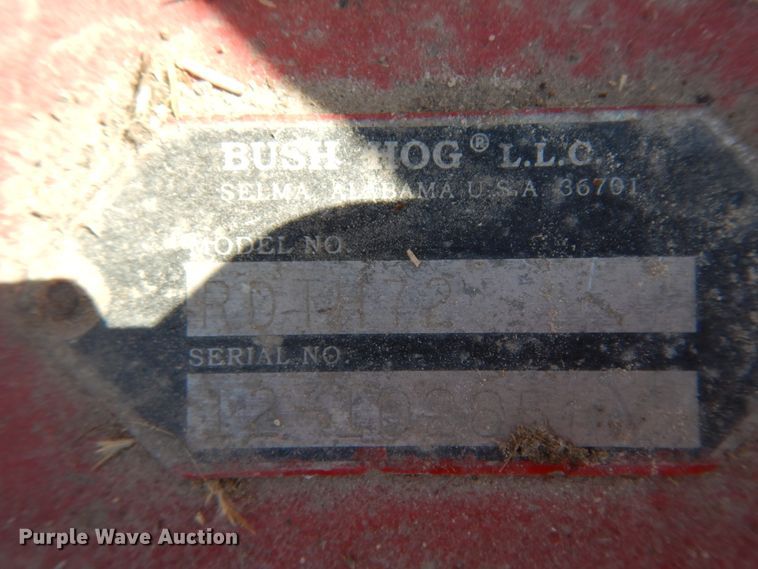 BUSH HOG® L.L.C.
SELMA, ALABAMA U.S.A 36701
MODEL NO.
RDTH72
SERIAL NO.
Purple Wave Auction